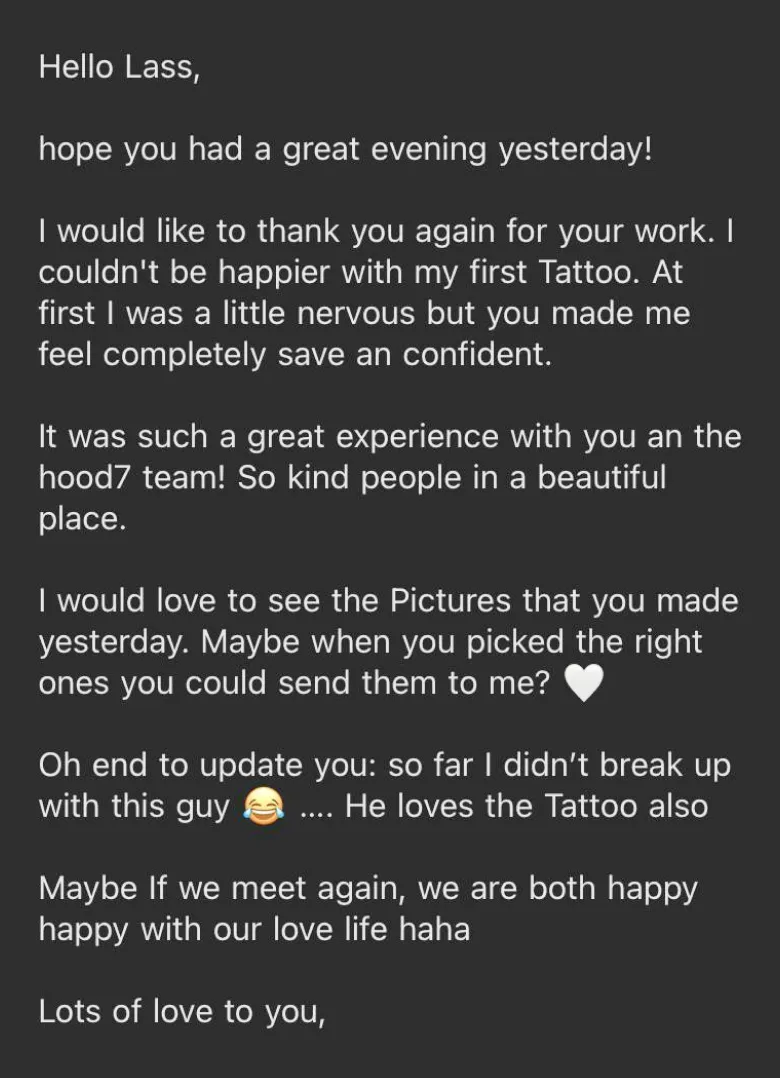 Hello Lass,
hope you had a great evening yesterday!
I would like to thank you again for your work. I
couldn't be happier with my first Tattoo. At
first I was a little nervous but you made me
feel completely save an confident.
It was such a great experience with you an the
hood7 team! So kind people in a beautiful
place.
I would love to see the Pictures that you made
yesterday. Maybe when you picked the right
ones you could send them to me? 🤍
Oh end to update you: so far I didn’t break up
with this guy 😂 .... He loves the Tattoo also
Maybe If we meet again, we are both happy
happy with our love life haha
Lots of love to you,